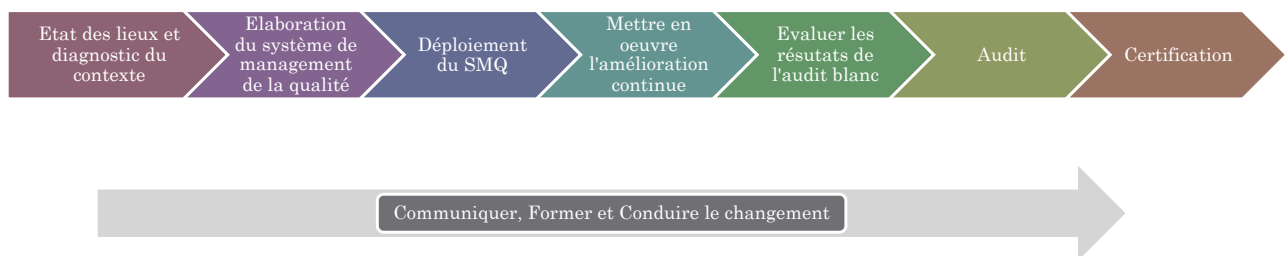 Etat des lieux et
diagnostic du
contexte
Elaboration
du système de
management
de la qualité
Déploiement
du SMQ
Mettre en
oeuvre
l'amélioration
continue
Evaluer les
résutats de
l'audit blanc
Audit
Certification
Communiquer, Former et Conduire le changement